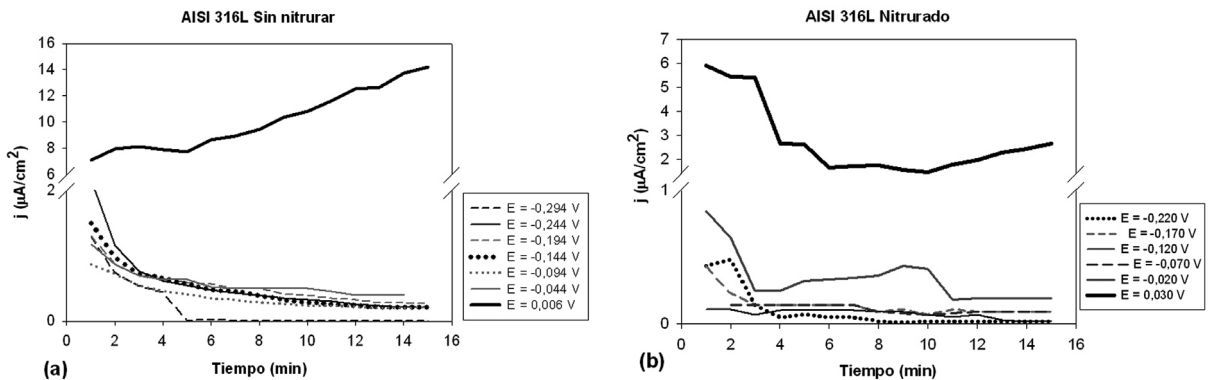 AISI 316L Sin nitrurar
16
14
12
10
8
6
2
0
j (µA/cm2)
0 2 4 6 8 10 12 14 16
Tiempo (min)
(a)
E = -0,294 V
E = -0,244 V
E = -0,194 V
E = -0,144 V
E = -0,094 V
E = -0,044 V
E = 0,006 V
AISI 316L Nitrurado
7
6
5
4
3
2
1
1
0
j (µA/cm2)
0 2 4 6 8 10 12 14 16
Tiempo (min)
(b)
E = -0,220 V
E = -0,170 V
E = -0,120 V
E = -0,070 V
E = -0,020 V
E = 0,030 V